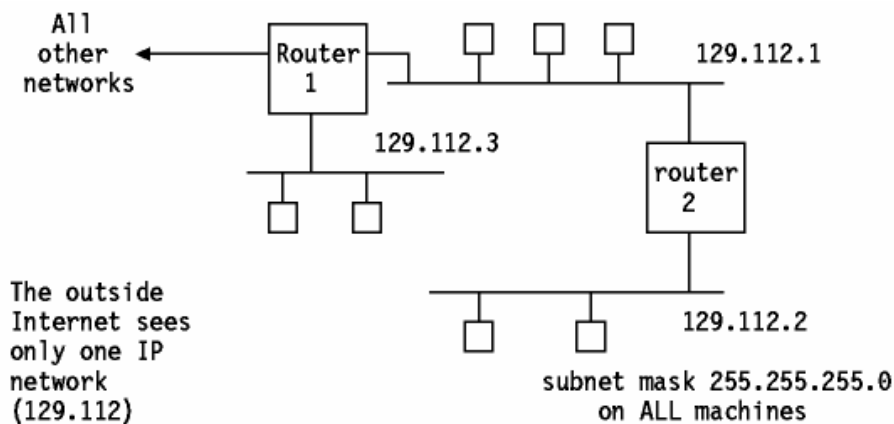 All
other
networks
Router
1
129.112.1
129.112.3
router
2
129.112.2
The outside
Internet sees
only one IP
network
(129.112)
subnet mask 255.255.255.0
on ALL machines